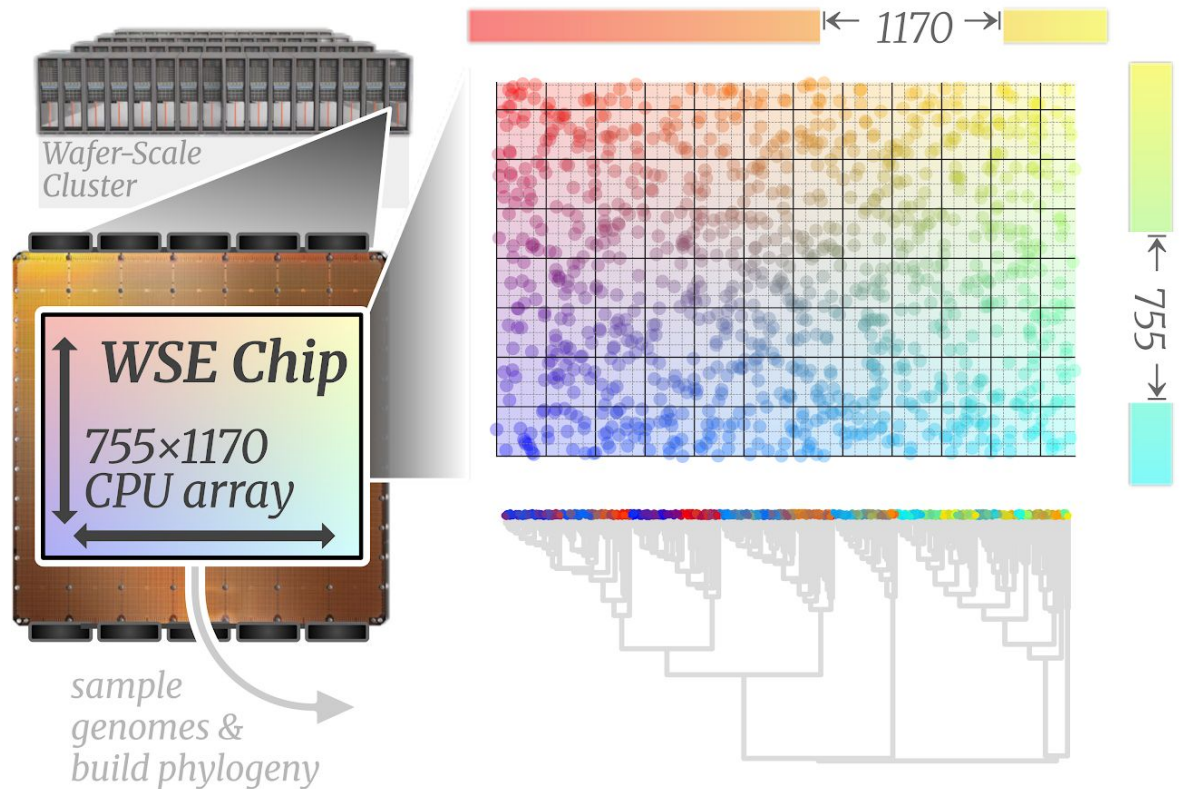 Wafer-Scale
Cluster
WSE Chip
755×1170
CPU array
sample
genomes &
build phylogeny
1170
755